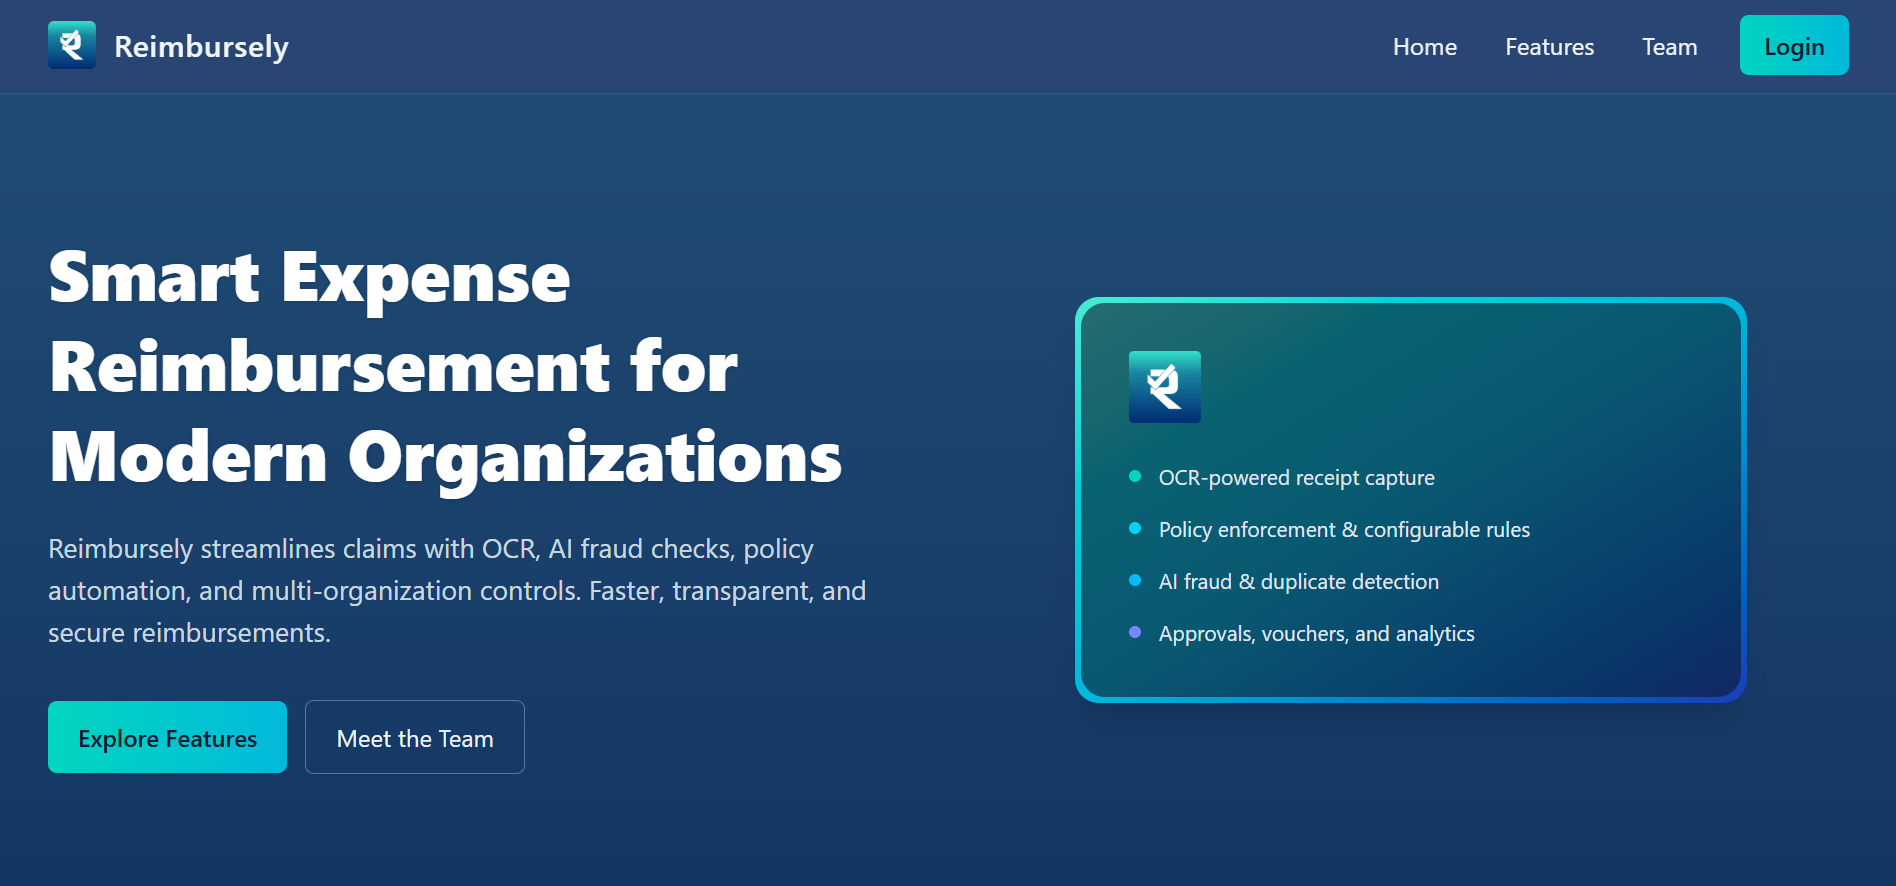 Reimbursely
Home
Features
Team
Login
Smart Expense
Reimbursement for
Modern Organizations
Reimbursely streamlines claims with OCR, AI fraud checks, policy
automation, and multi-organization controls. Faster, transparent, and
secure reimbursements.
Explore Features
Meet the Team
OCR-powered receipt capture
Policy enforcement & configurable rules
AI fraud & duplicate detection
Approvals, vouchers, and analytics